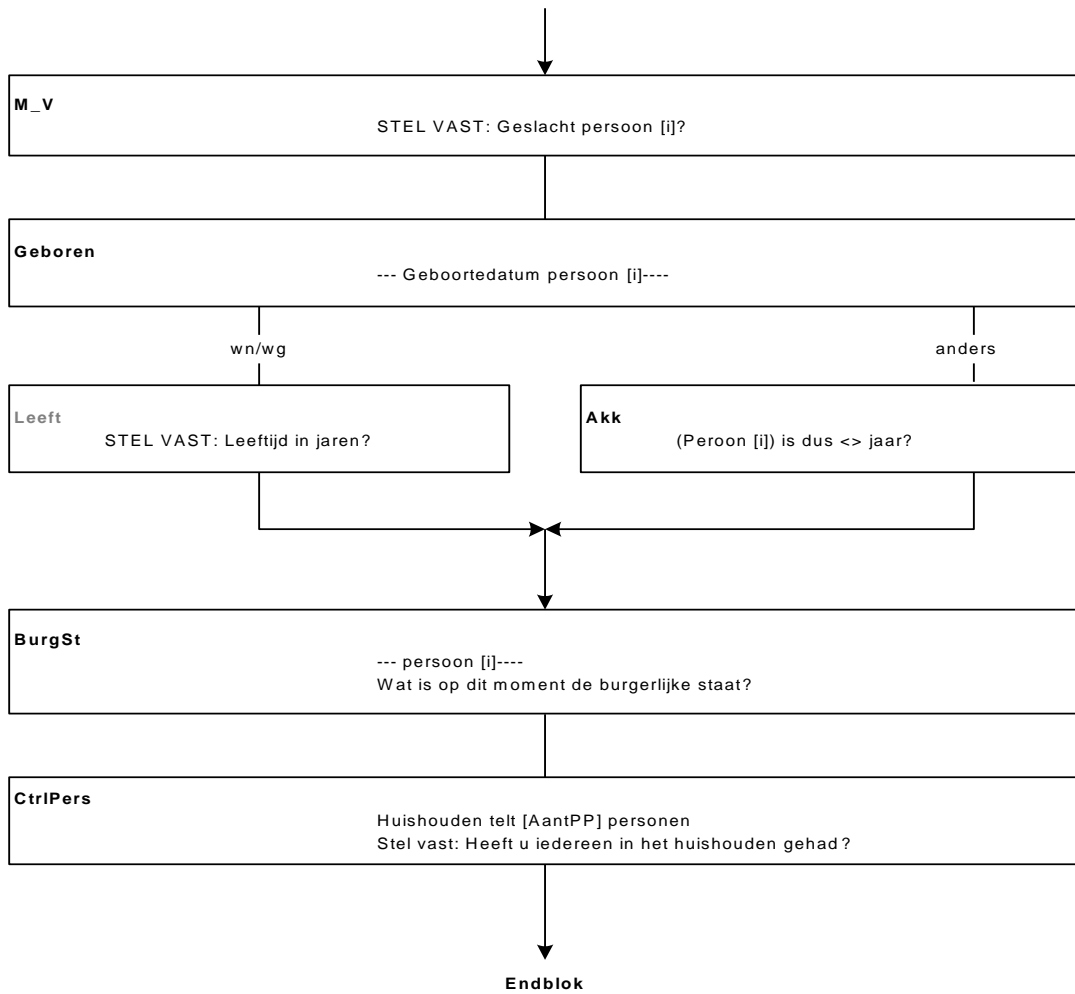 M_V
STEL VAST: Geslacht persoon [i]?
Geboren
--- Geboortedatum persoon [i]----
wn/wg
anders
Leeft
STEL VAST: Leeftijd in jaren?
Akk
(Peroon [i]) is dus <> jaar?
BurgSt
--- persoon [i]----
Wat is op dit moment de burgerlijke staat?
CtrlPers
Huishouden telt [AantPP] personen
Stel vast: Heeft u iedereen in het huishouden gehad?
Endblok